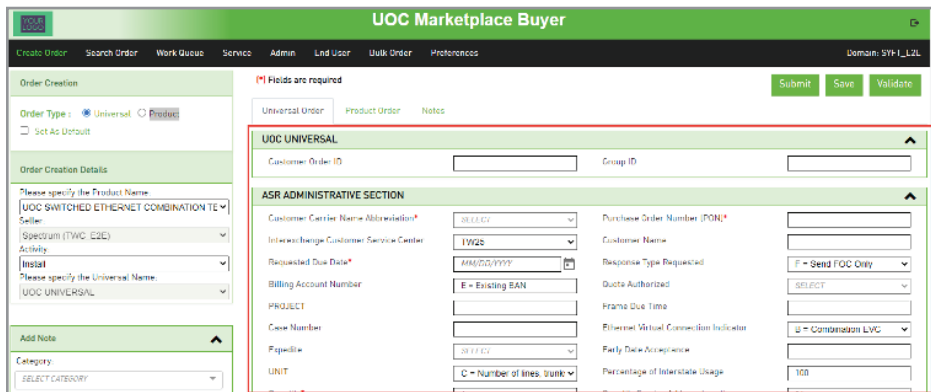 YOUR LOGO
UOC Marketplace Buyer
Create Order Search Order Work Queue Service Admin End User Bulk Order Preferences Domain: SYFT_E2E
Order Creation
(*) Fields are required
Submit Save Validate
Order Type : Universal Product
Set As Default
Universal Order Product Order Notes
UOC UNIVERSAL
Customer Order ID Group ID
Order Creation Details
Please specify the Product Name:
UOC SWITCHED ETHERNET COMBINATION TE
Seller
Spectrum (TWC E2E)
Activity
Install
Please specify the Universal Name:
UOC UNIVERSAL
ASR ADMINISTRATIVE SECTION
Customer Carrier Name Abbreviation* SELECT Purchase Order Number (PON)*
Interexchange Customer Service Center TW25 Customer Name
Requested Due Date* MM/DD/YYYY Response Type Requested F - Send FOC Only
Billing Account Number E - Existing BAN Quote Authorized SELECT
PROJECT Frame Due Time
Case Number Ethernet Virtual Connection Indicator B - Combination EVC
Expedite SELECT Early Date Acceptance
UNIT C - Number of lines, trunk Percentage of Interstate Usage 100
Add Note
Category:
SELECT CATEGORY